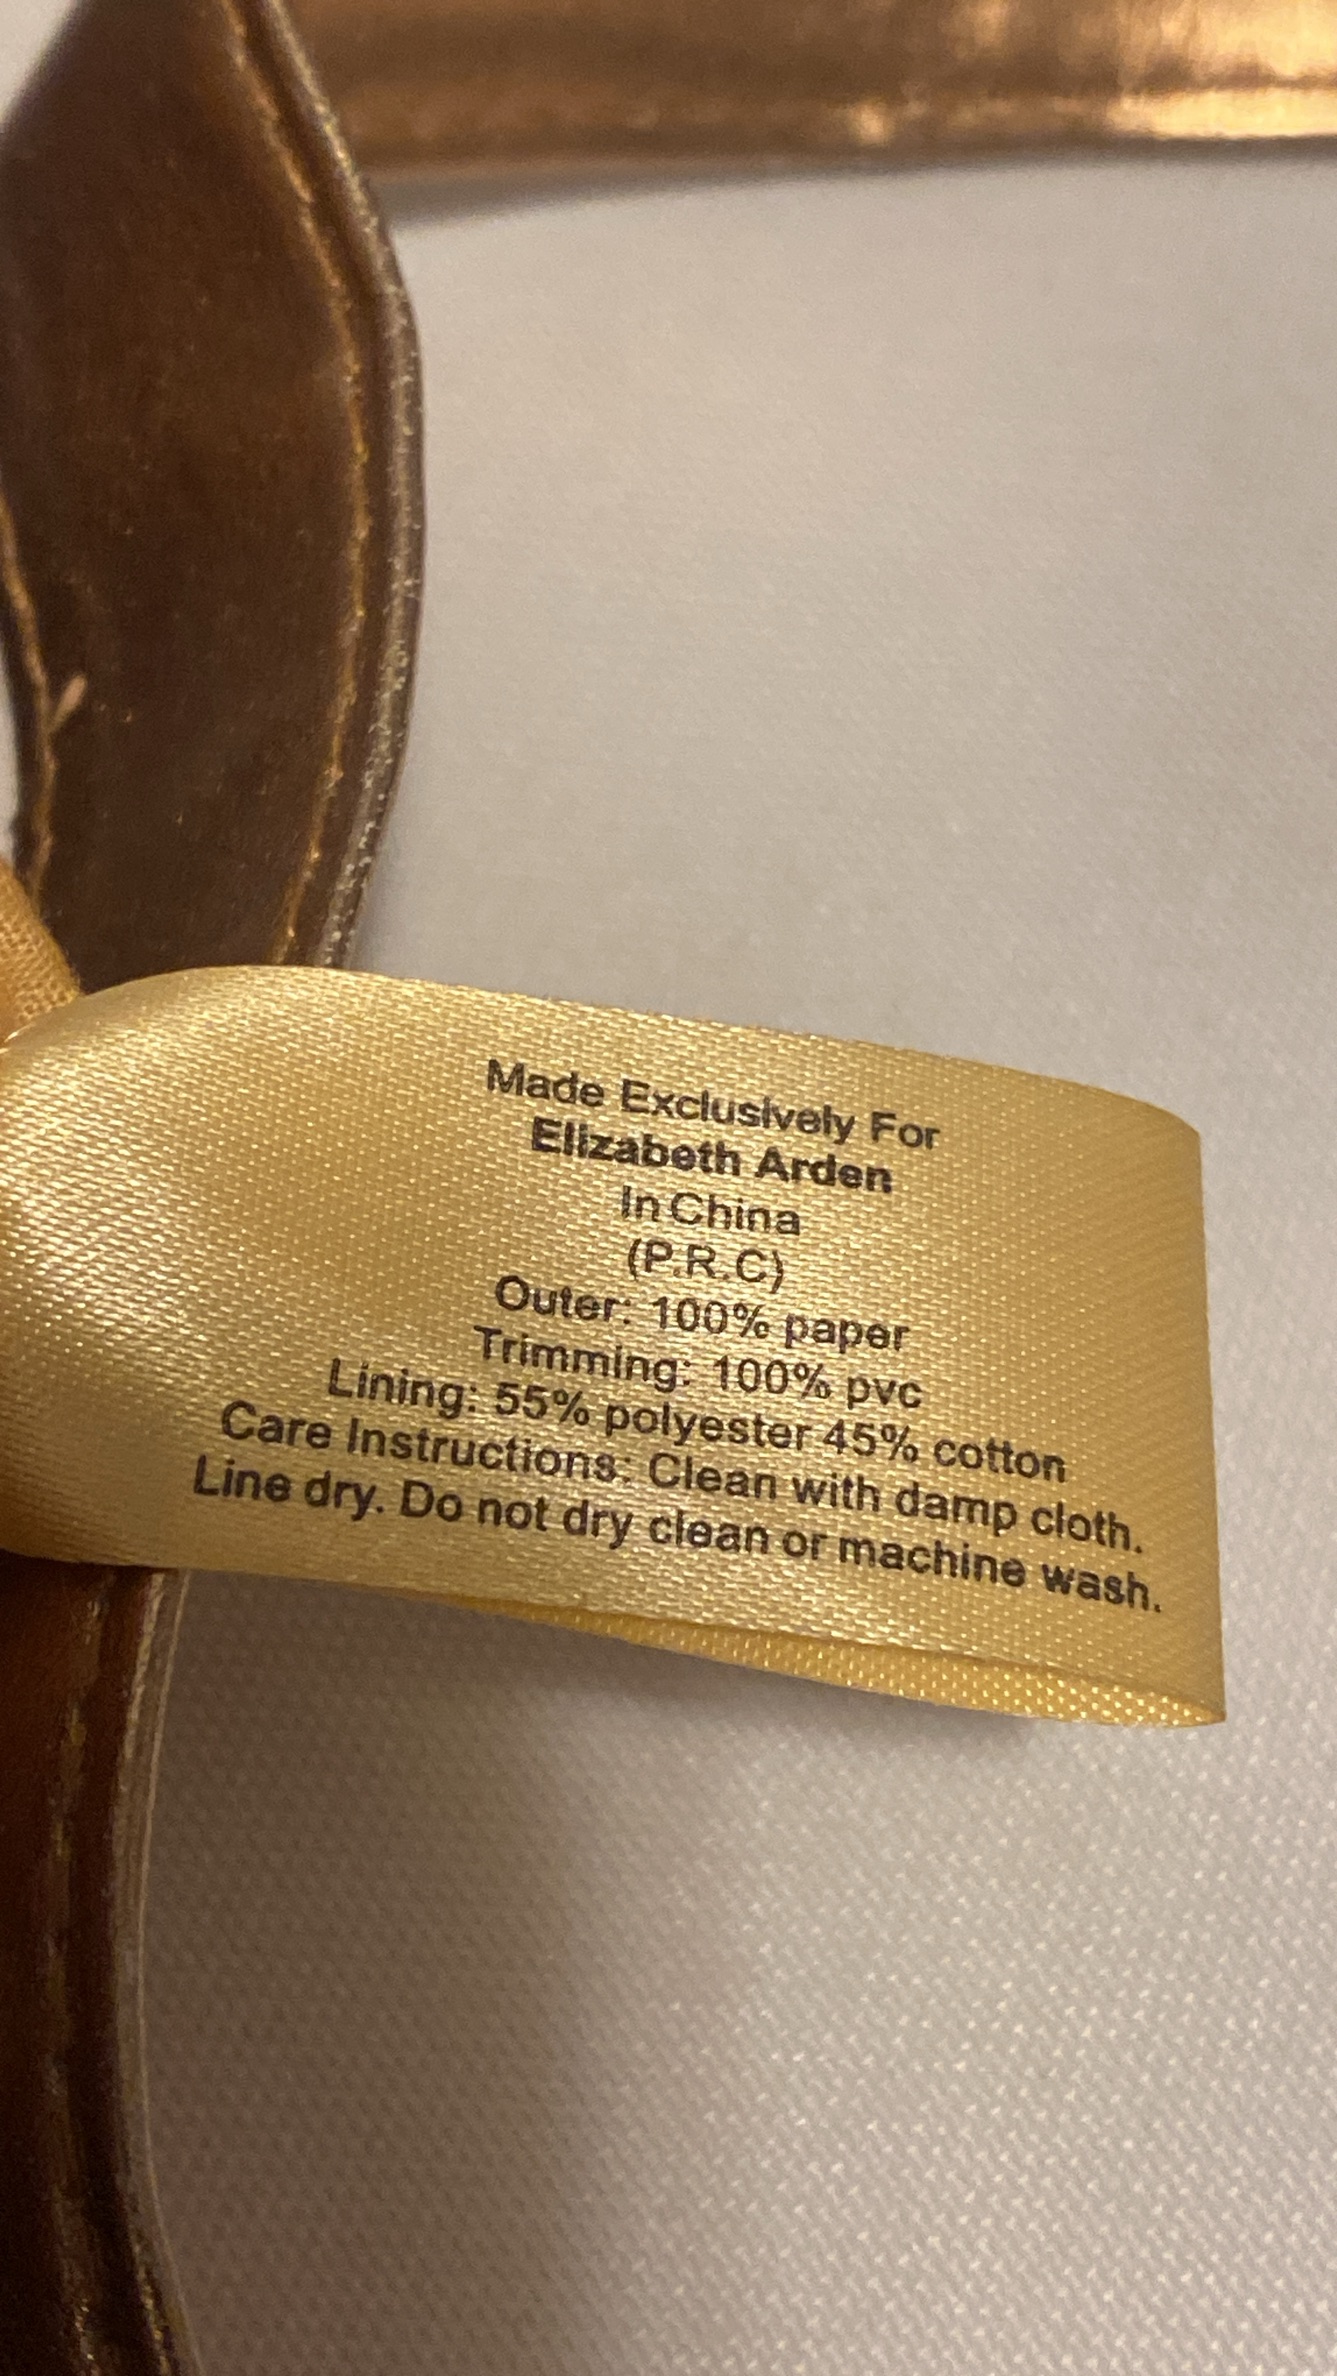 Made Exclusively For
Elizabeth Arden
In China
(P.R.C)
Outer: 100% paper
Trimming: 100% pvc
Lining: 55% polyester 45% cotton
Care Instructions: Clean with damp cloth.
Line dry. Do not dry clean or machine wash.